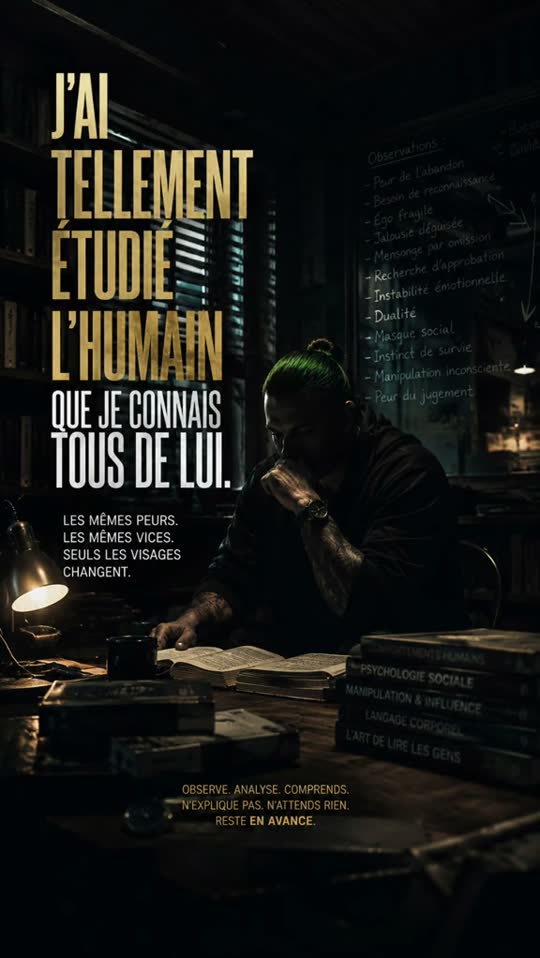 J'AI
TELLEMENT
ÉTUDIÉ
L'HUMAIN
QUE JE CONNAIS
TOUS DE LUI.
LES MÊMES PEURS.
LES MÊMES VICES.
SEULS LES VISAGES
CHANGENT.
Observations :
- Peur de l'abandon
- Besoin de reconnaissance
- Égo fragile
- Jalousie déguisée
- Mensonge par omission
- Recherche d'approbation
- Instabilité émotionnelle
- Dualité
- Masque social
- Instinct de survie
- Manipulation inconsciente
- Peur du jugement
COMPORTEMENTS HUMAINS
PSYCHOLOGIE SOCIALE
MANIPULATION & INFLUENCE
LANGAGE CORPOREL
L'ART DE LIRE LES GENS
OBSERVE. ANALYSE. COMPRENDS.
N'EXPLIQUE PAS. N'ATTENDS RIEN.
RESTE EN AVANCE.